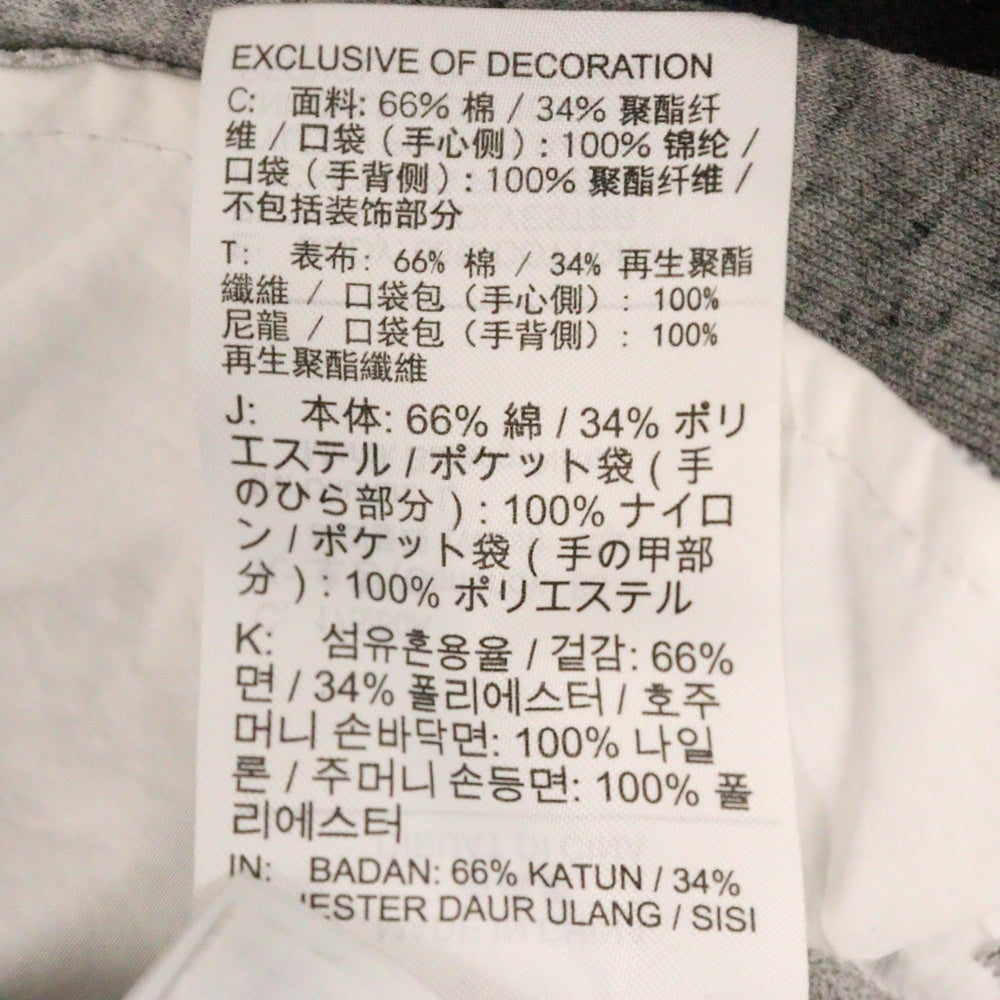 EXCLUSIVE OF DECORATION
C: 面料: 66% 棉 / 34% 聚酯纤
维 / 口袋 ( 手心侧 ) : 100% 锦纶 /
口袋 ( 手背侧 ) : 100% 聚酯纤维 /
不包括装饰部分
T: 表布: 66% 棉 / 34% 再生聚酯
纖維 / 口袋包 (手心側) : 100%
尼龍 / 口袋包 (手背側) : 100%
再生聚酯纖維
J: 本体: 66% 綿 / 34% ポリ
エステル / ポケット袋 ( 手
のひら部分 ) : 100% ナイロ
ン / ポケット袋 ( 手の甲部
分 ) : 100% ポリエステル
K: 섬유혼용율 / 겉감: 66%
면 / 34% 폴리에스터 / 호주
머니 손바닥면: 100% 나일
론 / 주머니 손등면: 100% 폴
리에스터
IN: BADAN: 66% KATUN / 34%
DAUR ULANG / SISI